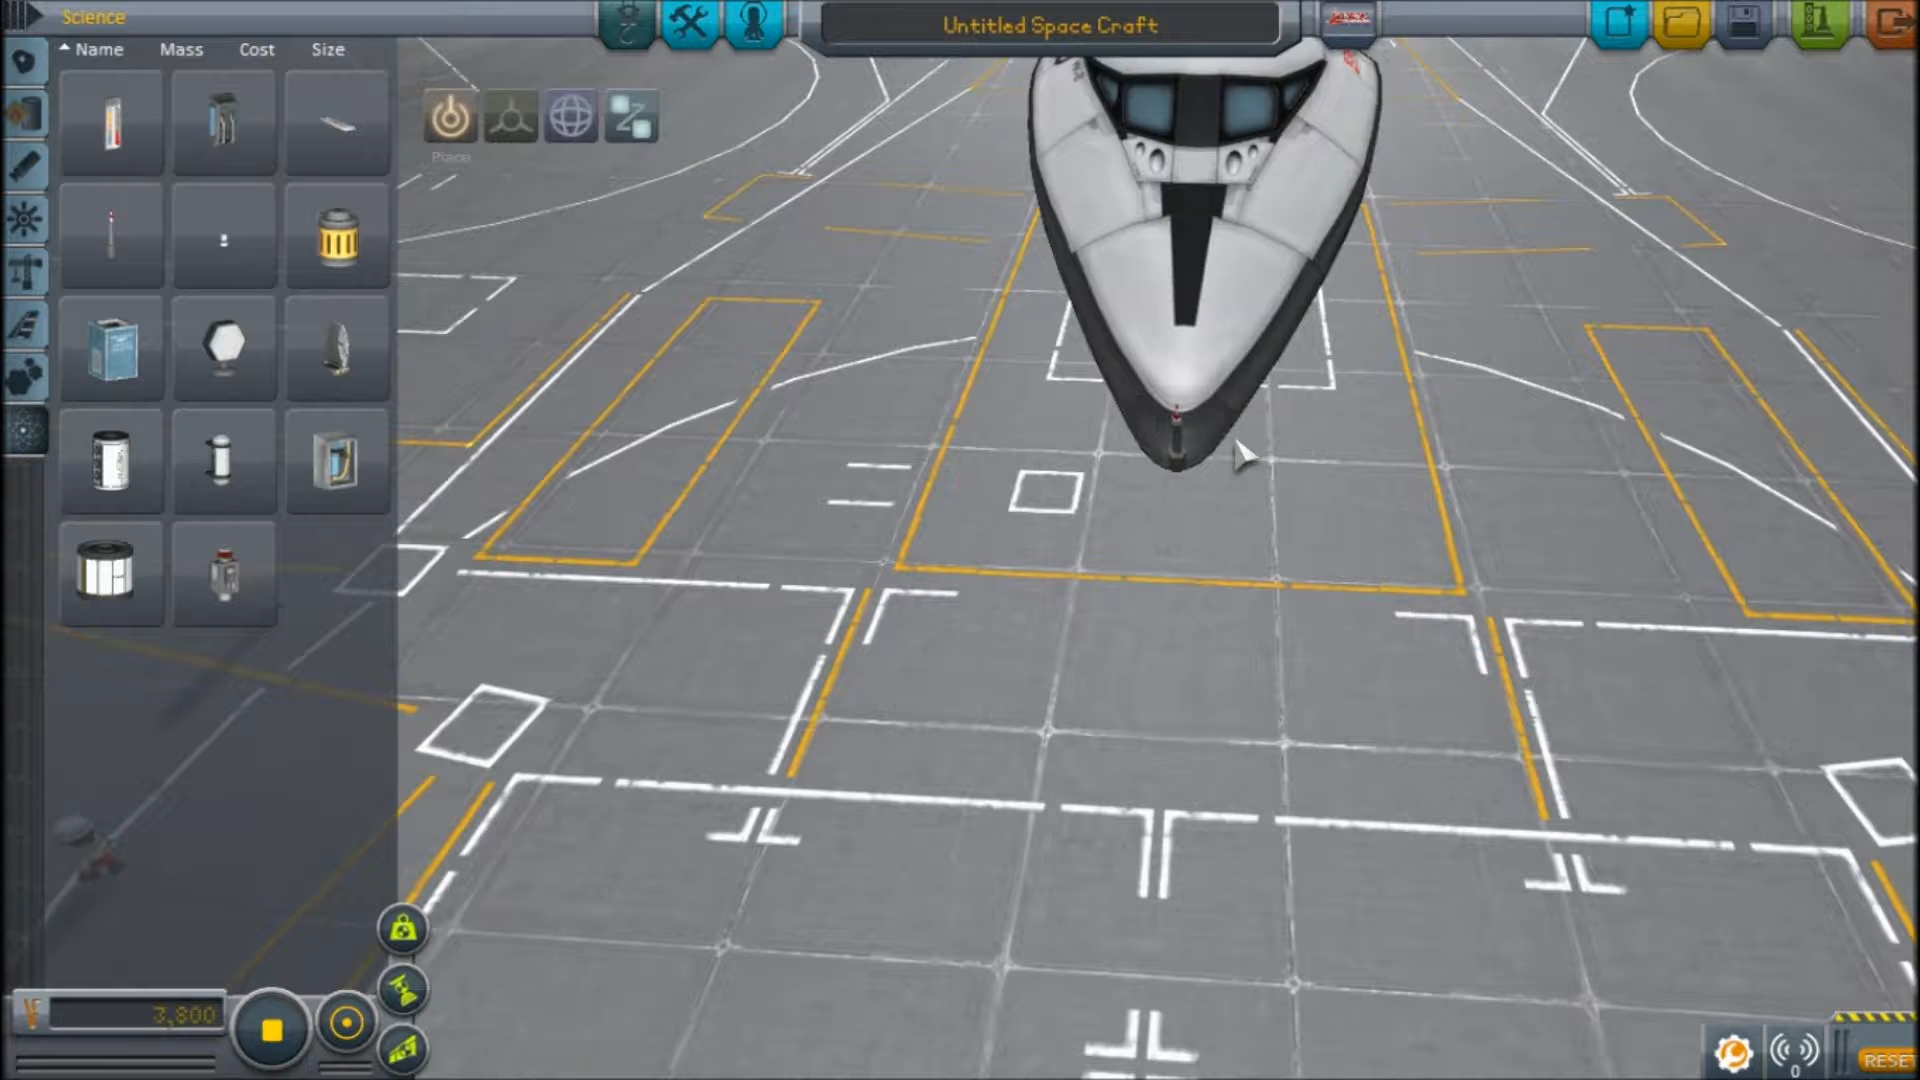 Science
Untitled Space Craft
Name Mass Cost Size
Place
3,800
0
RESET